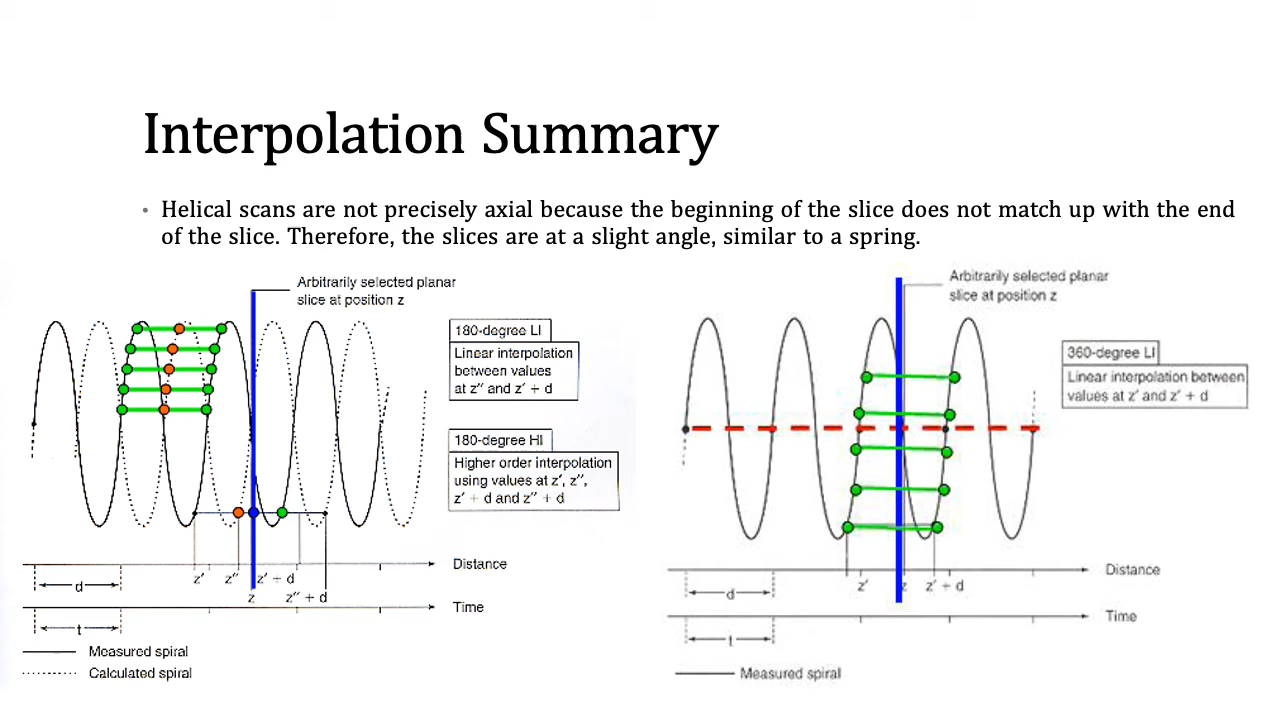 Interpolation Summary
• Helical scans are not precisely axial because the beginning of the slice does not match up with the end
of the slice. Therefore, the slices are at a slight angle, similar to a spring.
Arbitrarily selected planar
slice at position z
180-degree LI
Linear interpolation
between values
at z″ and z′ + d
180-degree HI
Higher order interpolation
using values at z′, z″,
z′ + d and z″ + d
z′ z″ z′ + d
z z″ + d
Distance
d
Time
t
Measured spiral
Calculated spiral
Arbitrarily selected planar
slice at position z
360-degree LI
Linear interpolation between
values at z′ and z′ + d
z′ z z′ + d
Distance
d
Time
t
Measured spiral